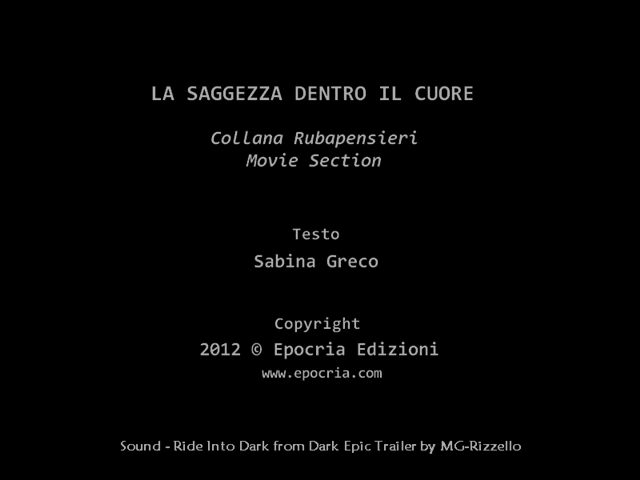 LA SAGGEZZA DENTRO IL CUORE
Collana Rubapensieri
Movie Section
Testo
Sabina Greco
Copyright
2012 © Epocria Edizioni
www.epocria.com
Sound - Ride Into Dark from Dark Epic Trailer by MG-Rizzello